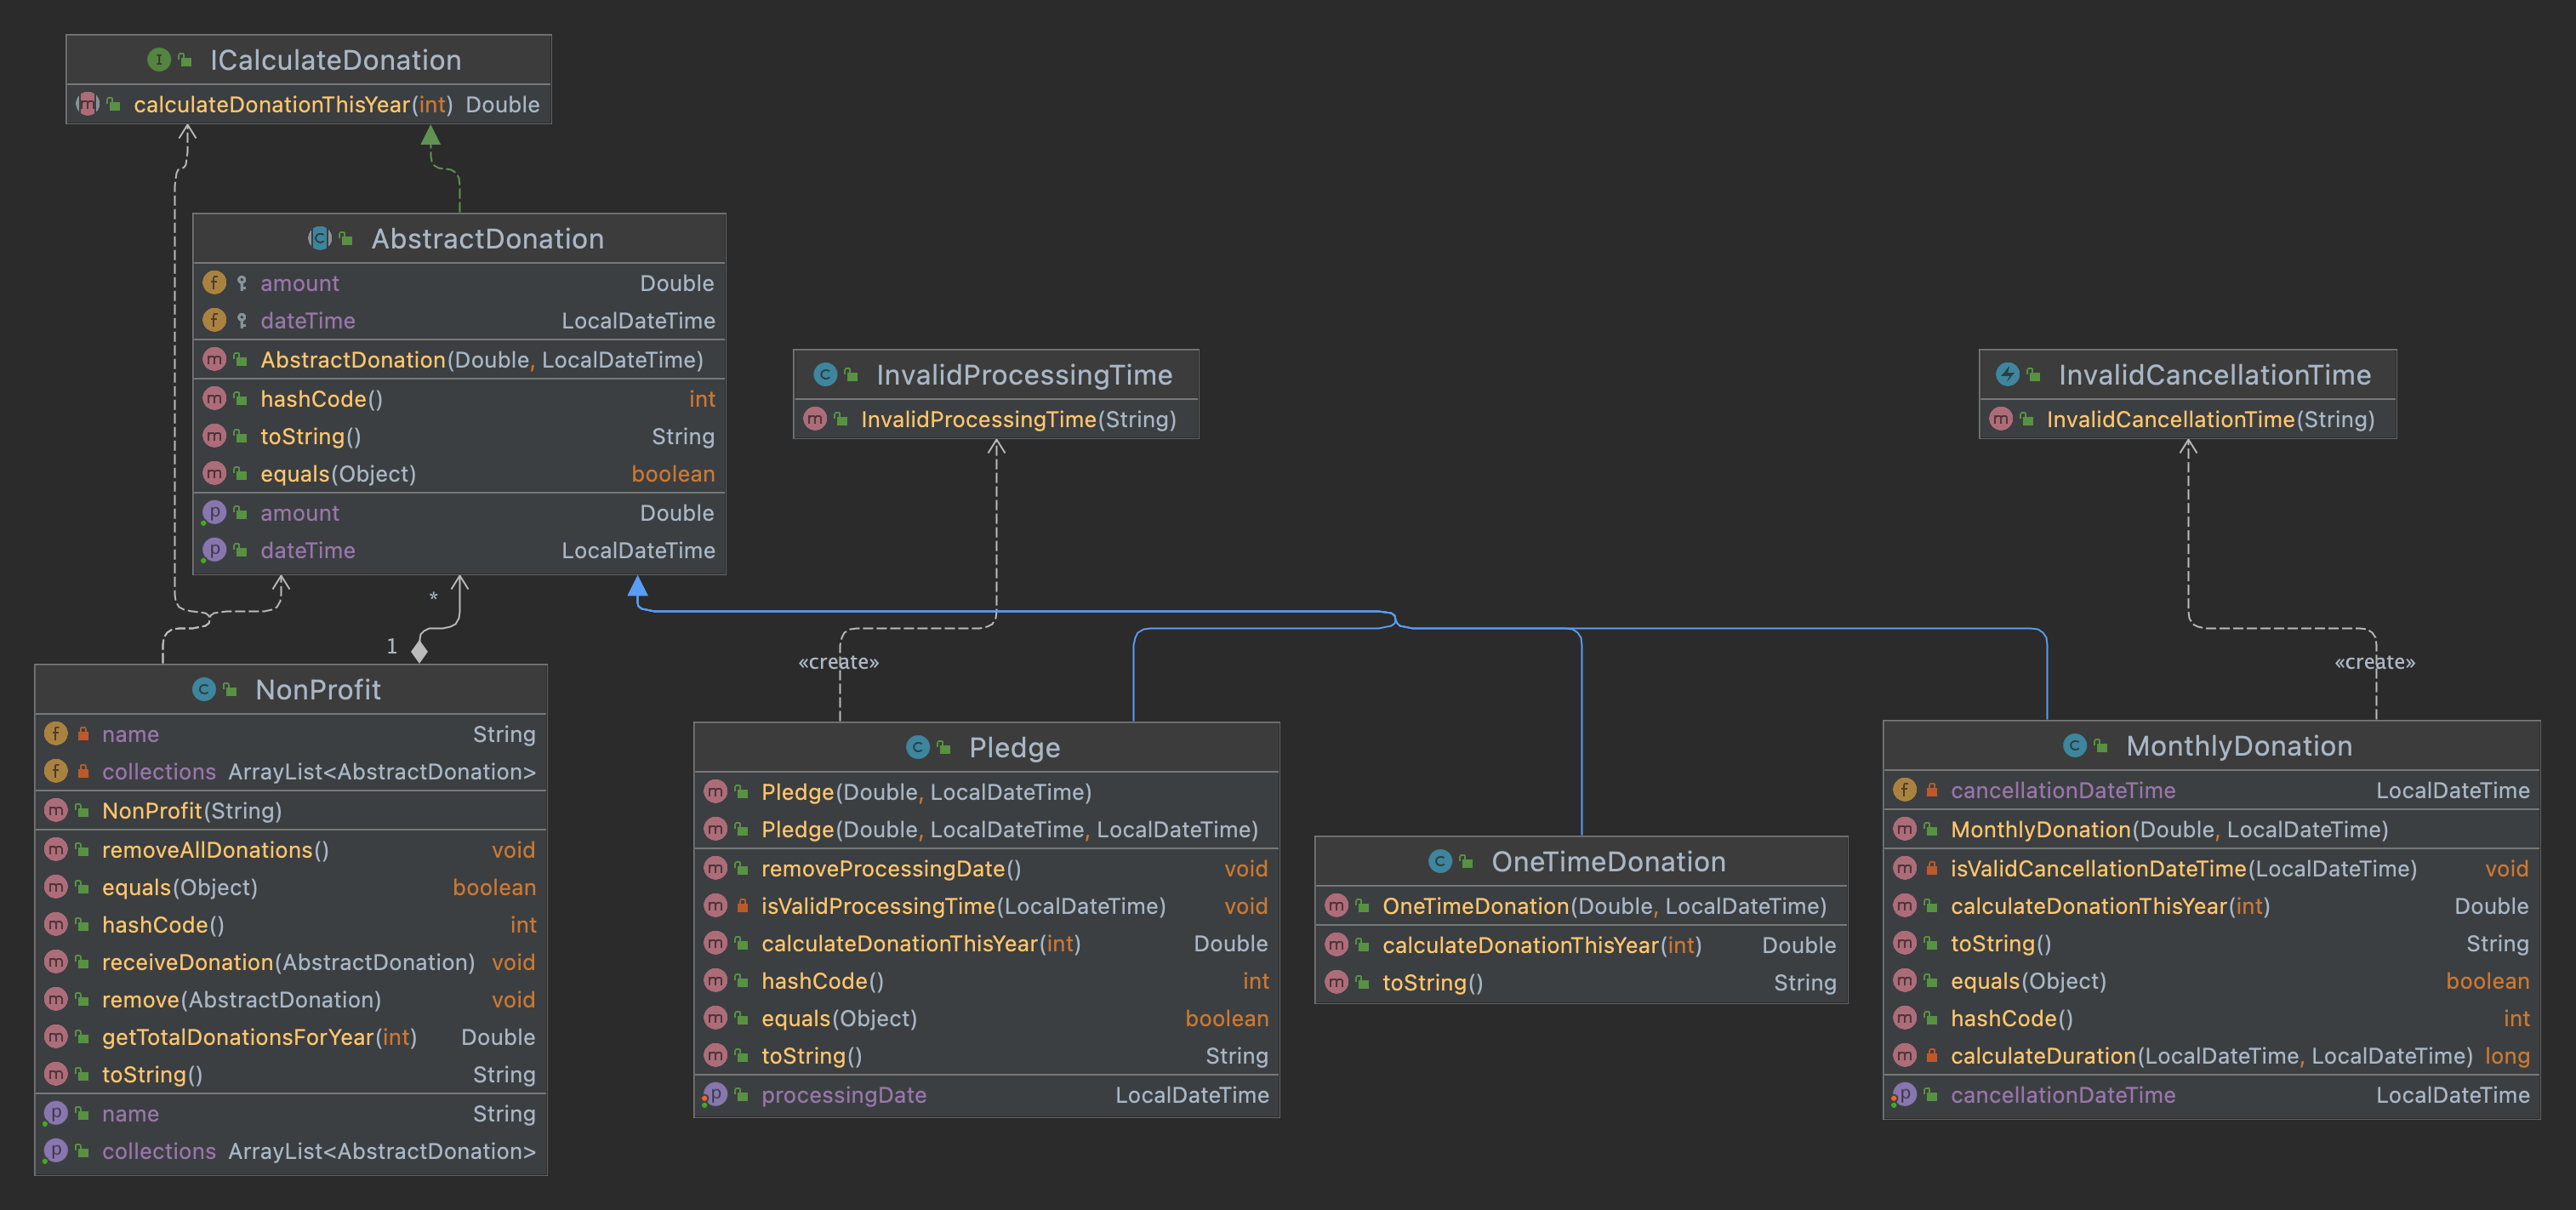 ICalculateDonation
calculateDonationThisYear(int) Double
AbstractDonation
amount Double
dateTime LocalDateTime
AbstractDonation(Double, LocalDateTime)
hashCode() int
toString() String
equals(Object) boolean
amount Double
dateTime LocalDateTime
InvalidProcessingTime
InvalidProcessingTime(String)
InvalidCancellationTime
InvalidCancellationTime(String)
*
1
«create»
«create»
NonProfit
name String
collections ArrayList<AbstractDonation>
NonProfit(String)
removeAllDonations() void
equals(Object) boolean
hashCode() int
receiveDonation(AbstractDonation) void
remove(AbstractDonation) void
getTotalDonationsForYear(int) Double
toString() String
name String
collections ArrayList<AbstractDonation>
Pledge
Pledge(Double, LocalDateTime)
Pledge(Double, LocalDateTime, LocalDateTime)
removeProcessingDate() void
isValidProcessingTime(LocalDateTime) void
calculateDonationThisYear(int) Double
hashCode() int
equals(Object) boolean
toString() String
processingDate LocalDateTime
OneTimeDonation
OneTimeDonation(Double, LocalDateTime)
calculateDonationThisYear(int) Double
toString() String
MonthlyDonation
cancellationDateTime LocalDateTime
MonthlyDonation(Double, LocalDateTime)
isValidCancellationDateTime(LocalDateTime) void
calculateDonationThisYear(int) Double
toString() String
equals(Object) boolean
hashCode() int
calculateDuration(LocalDateTime, LocalDateTime) long
cancellationDateTime LocalDateTime